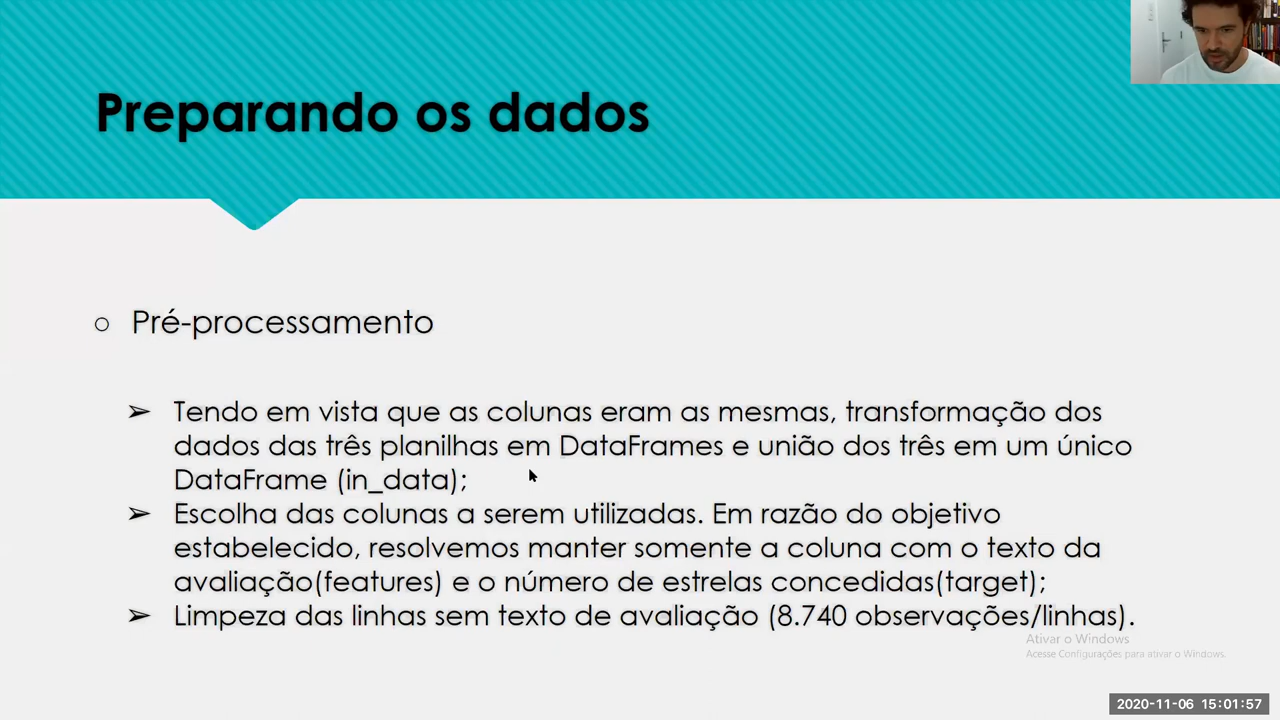 Preparando os dados
○ Pré-processamento
➢ Tendo em vista que as colunas eram as mesmas, transformação dos
dados das três planilhas em DataFrames e união dos três em um único
DataFrame (in_data);
➢ Escolha das colunas a serem utilizadas. Em razão do objetivo
estabelecido, resolvemos manter somente a coluna com o texto da
avaliação(features) e o número de estrelas concedidas(target);
➢ Limpeza das linhas sem texto de avaliação (8.740 observações/linhas).
Ativar o Windows
Acesse Configurações para ativar o Windows.
2020-11-06 15:01:57